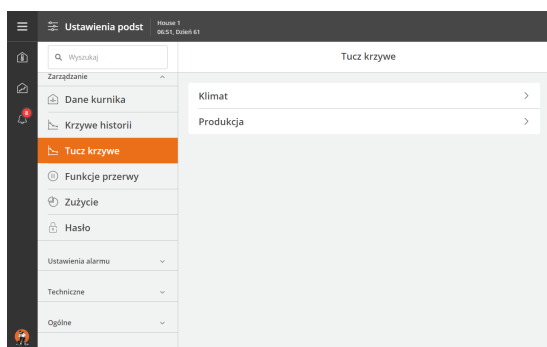 Ustawienia podst
House 1
06:51, Dzień 61
Wyszukaj
Tucz krzywe
Zarządzanie
Dane kurnika
Krzywe historii
Tucz krzywe
Funkcje przerwy
Zużycie
Hasło
Ustawienia alarmu
Techniczne
Ogólne
Klimat
Produkcja